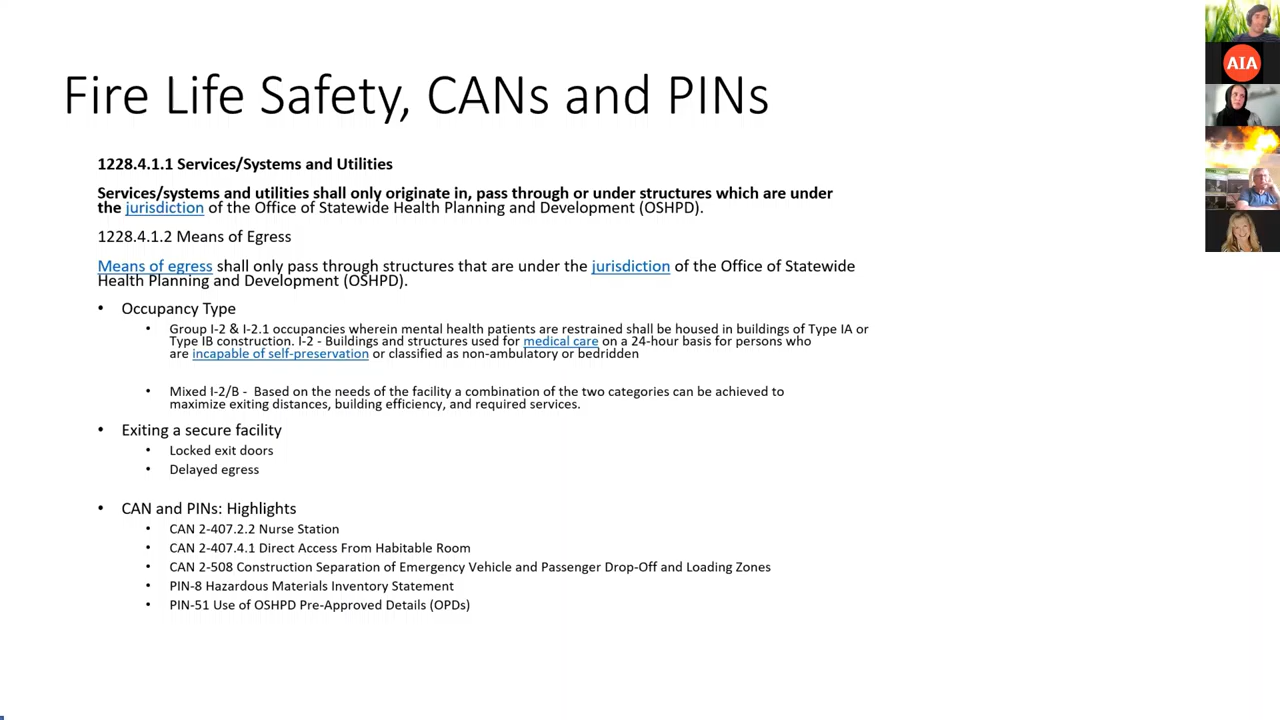 Fire Life Safety, CANs and PINs
AIA
1228.4.1.1 Services/Systems and Utilities
Services/systems and utilities shall only originate in, pass through or under structures which are under
the jurisdiction of the Office of Statewide Health Planning and Development (OSHPD).
1228.4.1.2 Means of Egress
Means of egress shall only pass through structures that are under the jurisdiction of the Office of Statewide
Health Planning and Development (OSHPD).
• Occupancy Type
• Group I-2 & I-2.1 occupancies wherein mental health patients are restrained shall be housed in buildings of Type IA or
Type IB construction. I-2 - Buildings and structures used for medical care on a 24-hour basis for persons who
are incapable of self-preservation or classified as non-ambulatory or bedridden
• Mixed I-2/B - Based on the needs of the facility a combination of the two categories can be achieved to
maximize exiting distances, building efficiency, and required services.
• Exiting a secure facility
• Locked exit doors
• Delayed egress
• CAN and PINs: Highlights
• CAN 2-407.2.2 Nurse Station
• CAN 2-407.4.1 Direct Access From Habitable Room
• CAN 2-508 Construction Separation of Emergency Vehicle and Passenger Drop-Off and Loading Zones
• PIN-8 Hazardous Materials Inventory Statement
• PIN-51 Use of OSHPD Pre-Approved Details (OPDs)